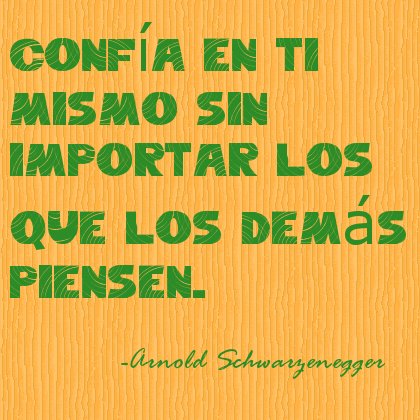 CONFÍA EN TI
MISMO SIN
IMPORTAR LOS
QUE LOS DEMÁS
PIENSEN.
-Arnold Schwarzenegger